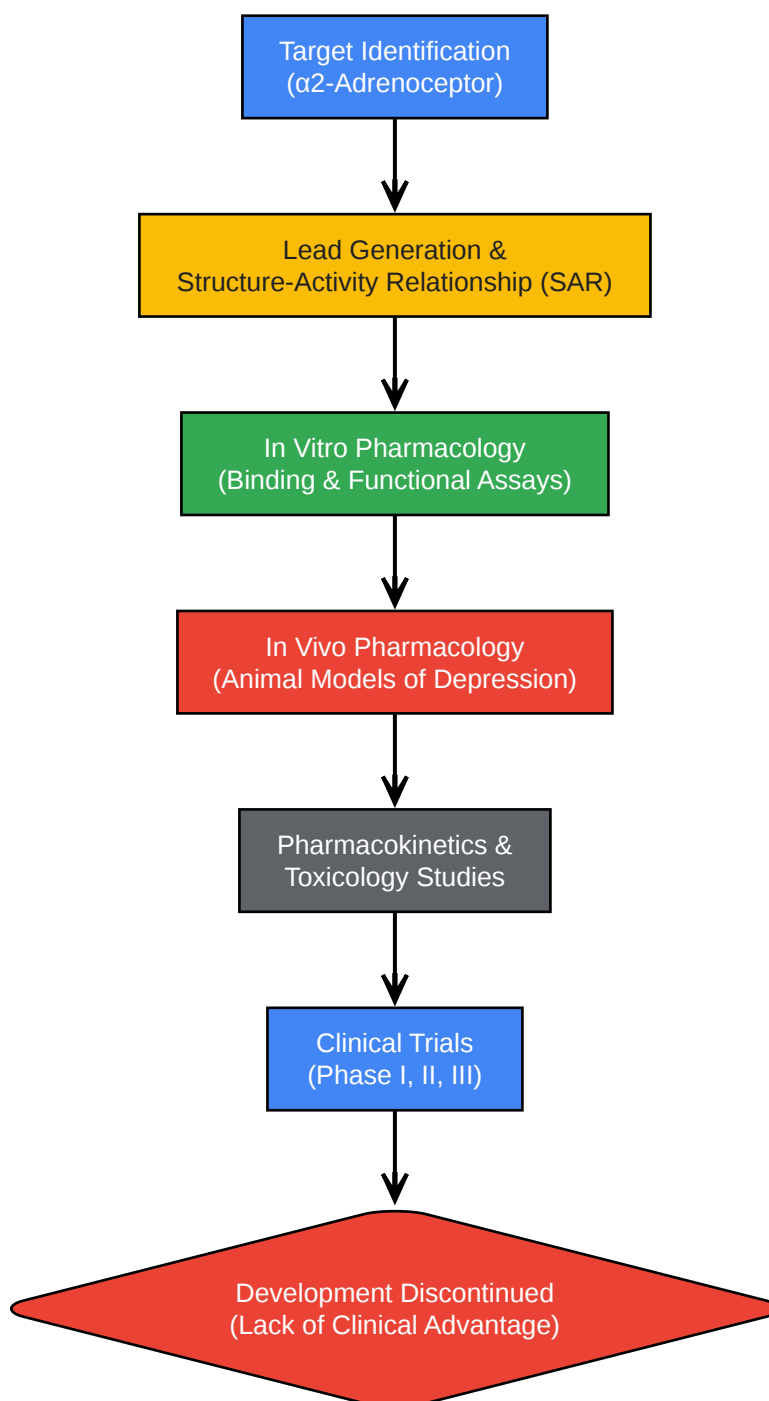 Target Identification
(α2-Adrenoceptor)
Lead Generation &
Structure-Activity Relationship (SAR)
In Vitro Pharmacology
(Binding & Functional Assays)
In Vivo Pharmacology
(Animal Models of Depression)
Pharmacokinetics &
Toxicology Studies
Clinical Trials
(Phase I, II, III)
Development Discontinued
(Lack of Clinical Advantage)